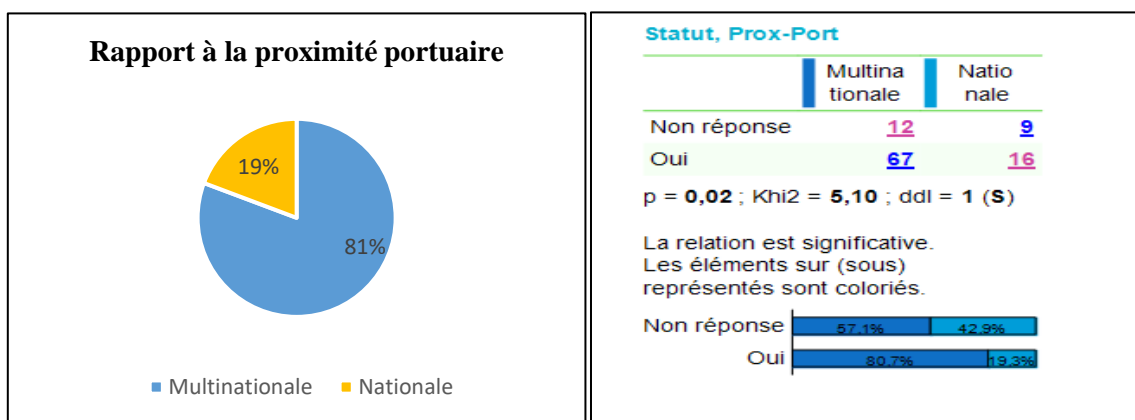 Rapport à la proximité portuaire
19%
81%
Multinationale Nationale
Statut, Prox-Port
Multina Natio
tionale nale
Non réponse 12 9
Oui 67 16
p = 0,02 ; Khi2 = 5,10 ; ddl = 1 (S)
La relation est significative.
Les éléments sur (sous)
représentés sont coloriés.
Non réponse 57.1% 42.9%
Oui 80.7% 19.3%